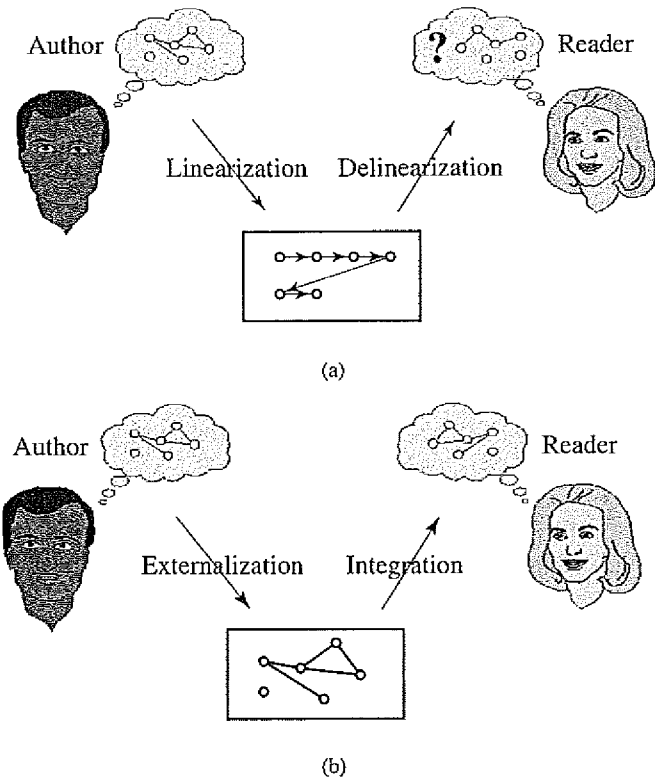 Author
?
Reader
Linearization
Delinearization
(a)
Author
Reader
Externalization
Integration
(b)